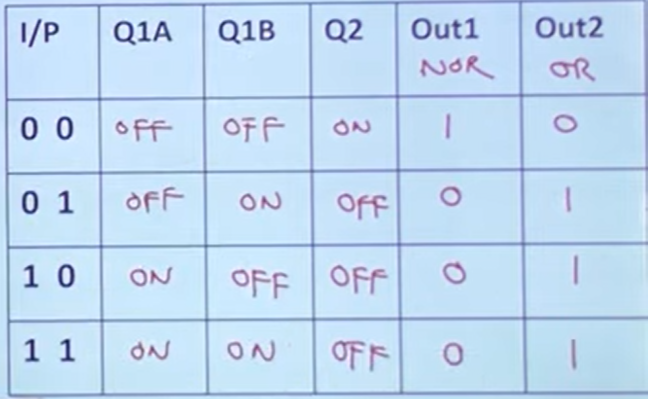 I/P Q1A Q1B Q2 Out1 Out2
NOR OR
0 0 OFF OFF ON 1 0
0 1 OFF ON OFF 0 1
1 0 ON OFF OFF 0 1
1 1 ON ON OFF 0 1